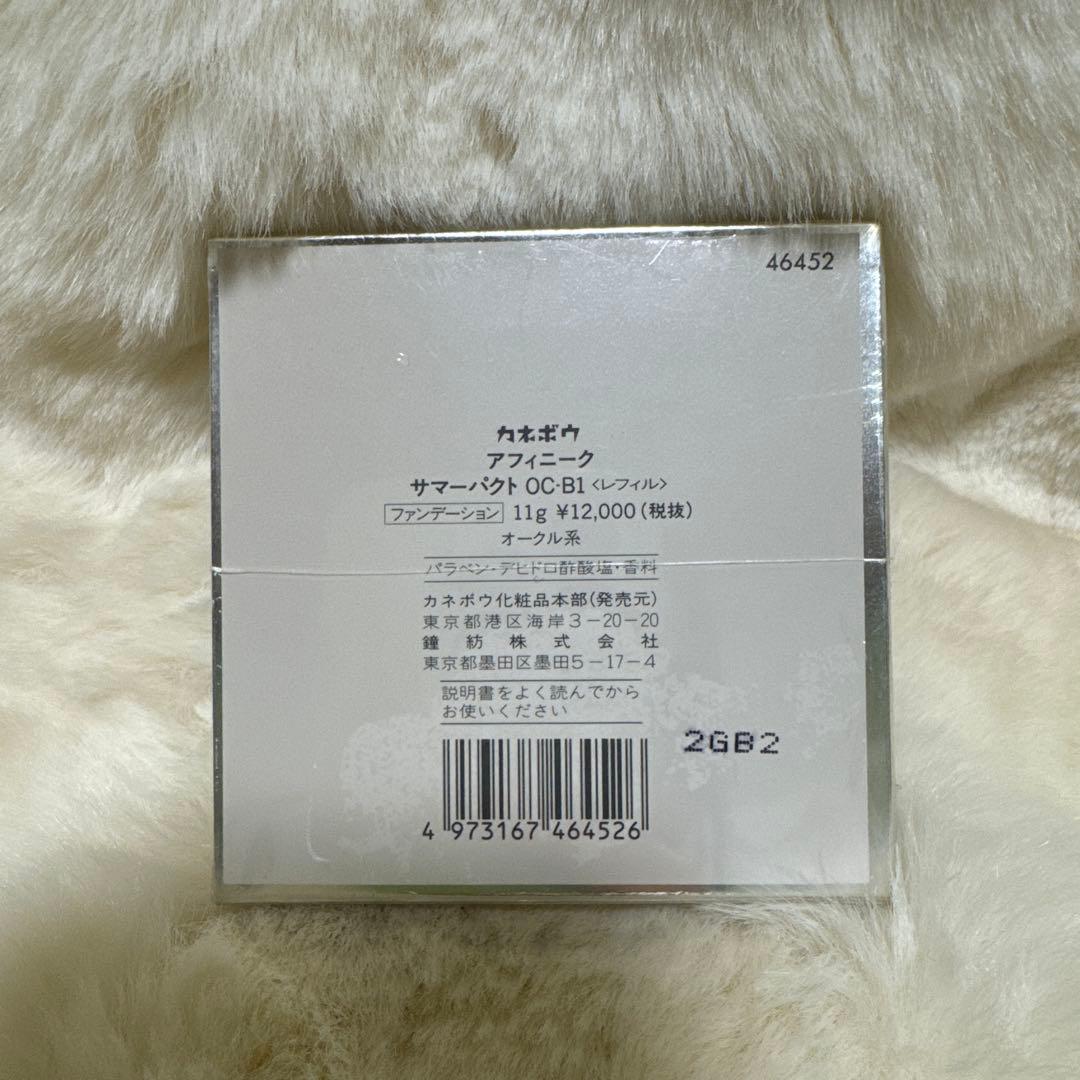 46452
カネボウ
アフィニーク
サマーパクト OC-B1 〈レフィル〉
ファンデーション 11g ¥12,000 (税抜)
オークル系
パラベン・デヒドロ酢酸塩・香料
カネボウ化粧品本部(発売元)
東京都港区海岸3-20-20
鐘紡株式会社
東京都墨田区墨田5-17-4
説明書をよく読んでから
お使いください
2GB2
4 973167 464526